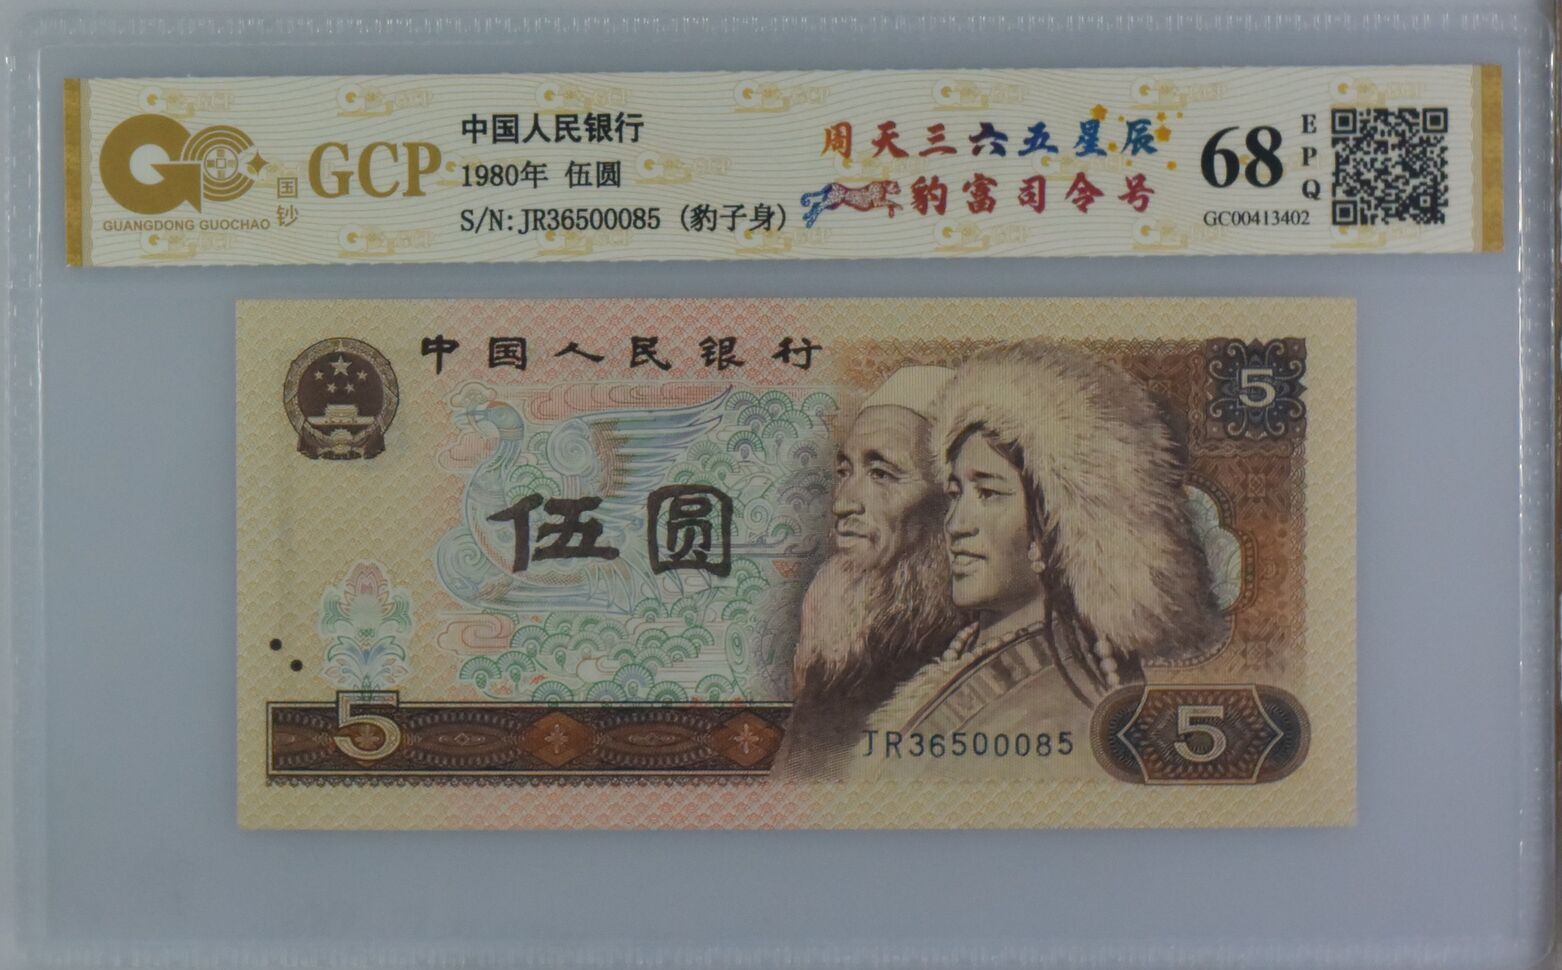 GCP
国钞
GUANGDONG GUOCHAO
中国人民银行
1980年 伍圆
S/N: JR36500085 (豹子身)
周天三六五星辰
豹富司令号
68
EPQ
GC00413402
中国人民银行
5
伍圆
5
JR36500085
5